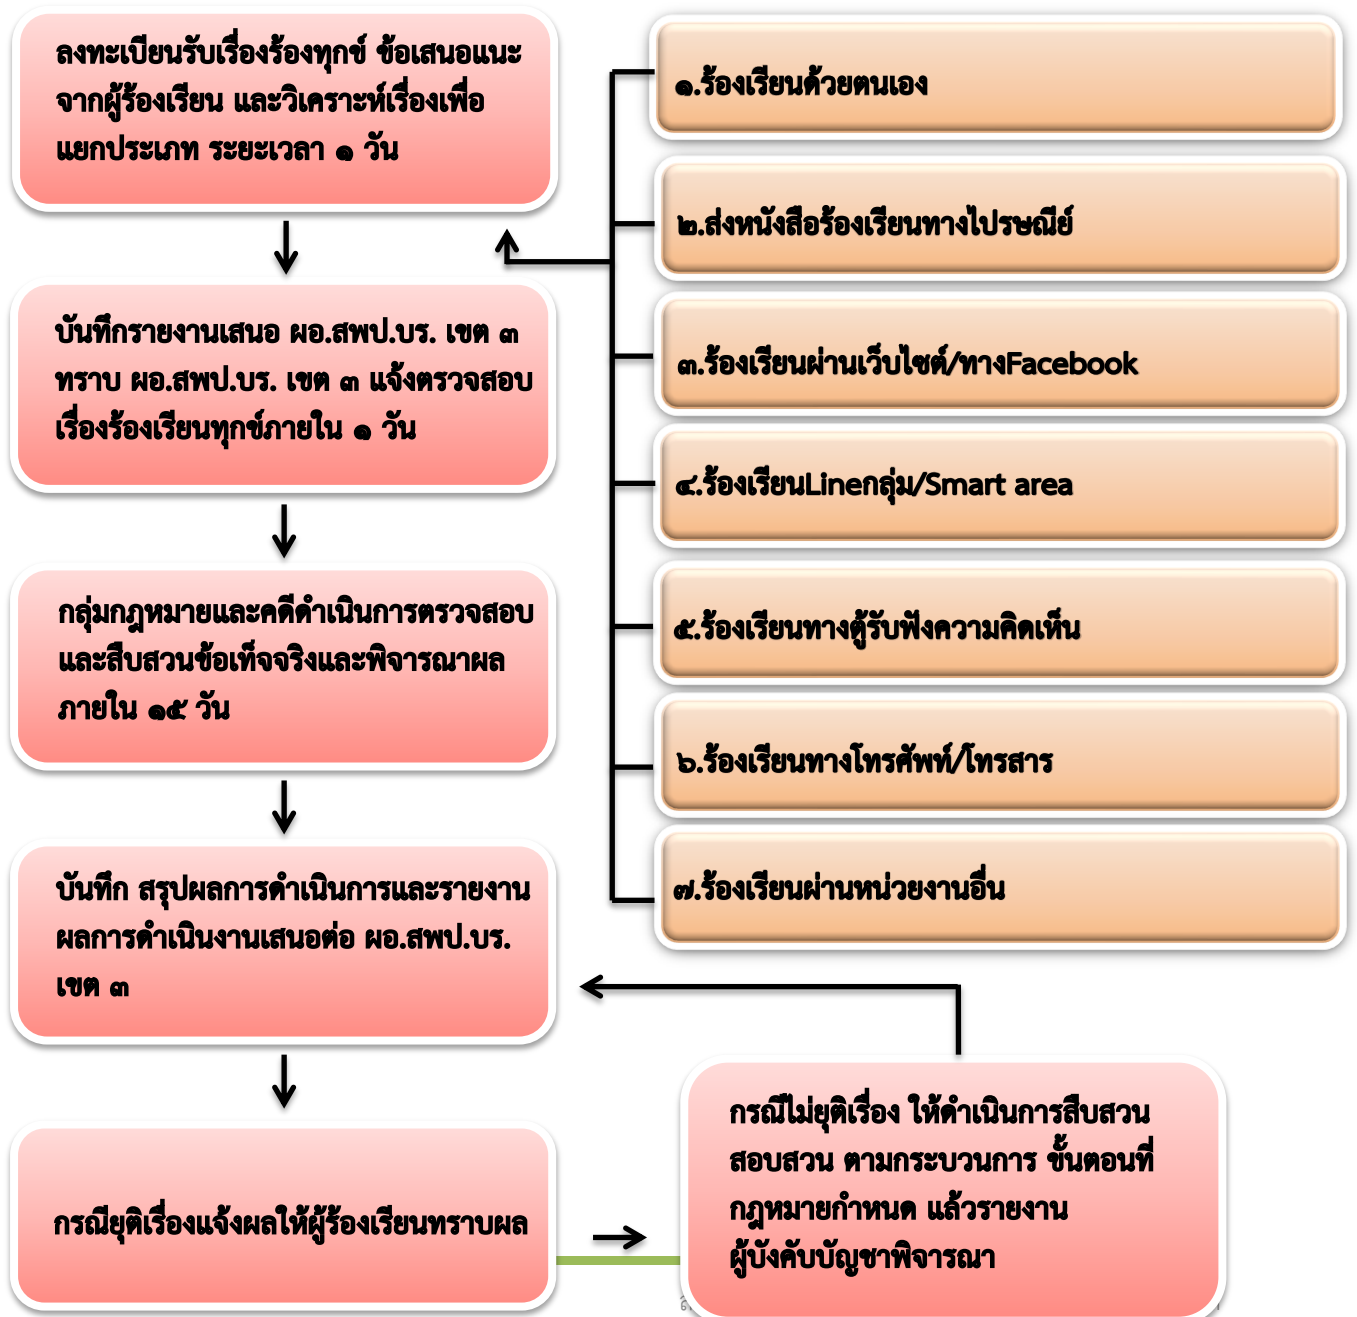 ลงทะเบียนรับเรื่องร้องทุกข์ ข้อเสนอแนะ
จากผู้ร้องเรียน และวิเคราะห์เรื่องเพื่อ
แยกประเภท ระยะเวลา ๑ วัน
บันทึกรายงานเสนอ ผอ.สพป.บร. เขต ๓
ทราบ ผอ.สพป.บร. เขต ๓ แจ้งตรวจสอบ
เรื่องร้องเรียนทุกข์ภายใน ๑ วัน
กลุ่มกฎหมายและคดีดำเนินการตรวจสอบ
และสืบสวนข้อเท็จจริงและพิจารณาผล
ภายใน ๑๕ วัน
บันทึก สรุปผลการดำเนินการและรายงาน
ผลการดำเนินงานเสนอต่อ ผอ.สพป.บร.
เขต ๓
กรณียุติเรื่องแจ้งผลให้ผู้ร้องเรียนทราบผล
๑.ร้องเรียนด้วยตนเอง
๒.ส่งหนังสือร้องเรียนทางไปรษณีย์
๓.ร้องเรียนผ่านเว็บไซต์/ทางFacebook
๔.ร้องเรียนLineกลุ่ม/Smart area
๕.ร้องเรียนทางตู้รับฟังความคิดเห็น
๖.ร้องเรียนทางโทรศัพท์/โทรสาร
๗.ร้องเรียนผ่านหน่วยงานอื่น
กรณีไม่ยุติเรื่อง ให้ดำเนินการสืบสวน
สอบสวน ตามกระบวนการ ขั้นตอนที่
กฎหมายกำหนด แล้วรายงาน
ผู้บังคับบัญชาพิจารณา